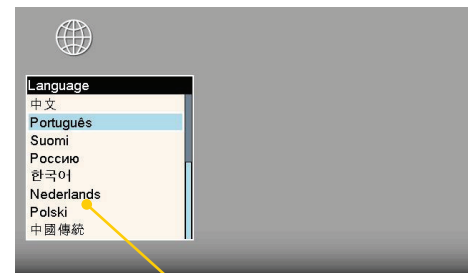 Language
中文
Português
Suomi
Россию
한국어
Nederlands
Polski
中國傳統